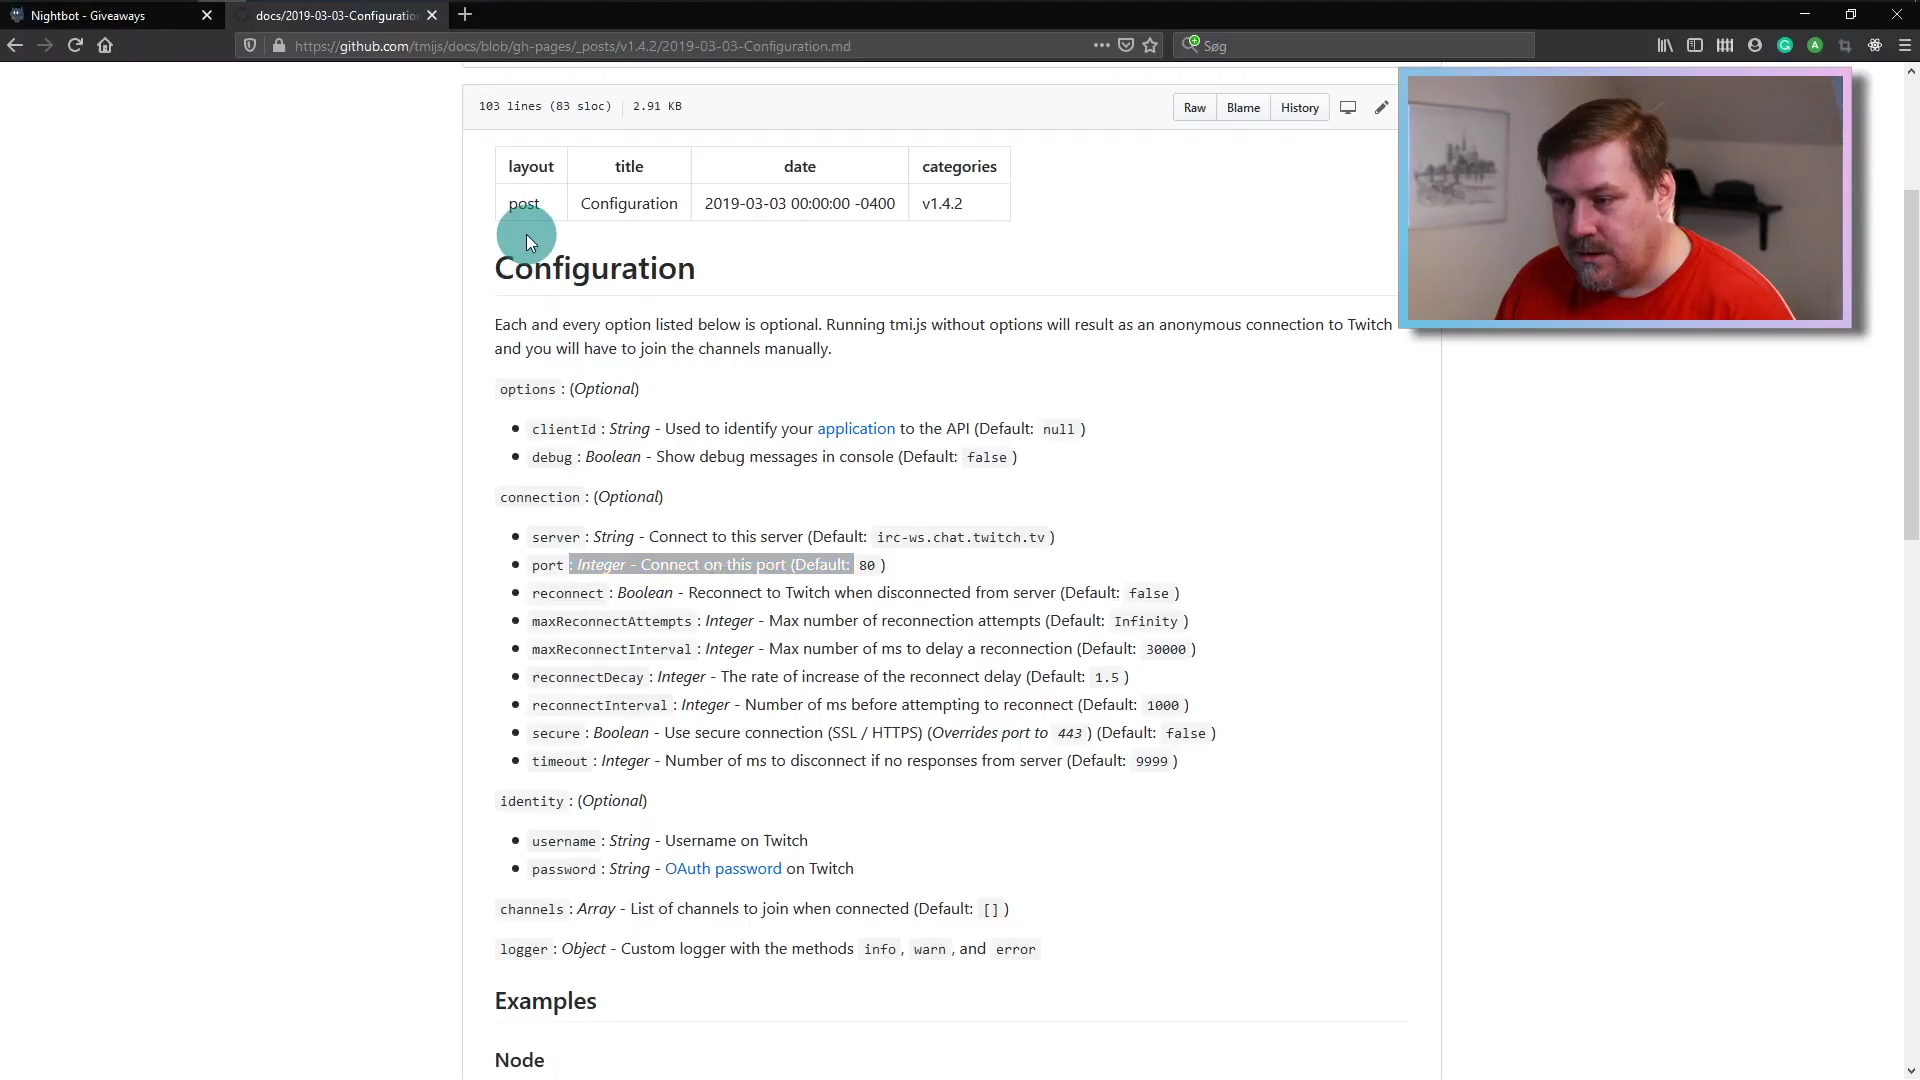 Nightbot - Giveaways
docs/2019-03-03-Configuratio
https://github.com/tmijs/docs/blob/gh-pages/_posts/v1.4.2/2019-03-03-Configuration.md
Søg
103 lines (83 sloc) 2.91 KB
Raw Blame History
layout title date categories
post Configuration 2019-03-03 00:00:00 -0400 v1.4.2
Configuration
Each and every option listed below is optional. Running tmi.js without options will result as an anonymous connection to Twitch
and you will have to join the channels manually.
options : (Optional)
clientId : String - Used to identify your application to the API (Default: null )
debug : Boolean - Show debug messages in console (Default: false )
connection : (Optional)
server : String - Connect to this server (Default: irc-ws.chat.twitch.tv )
port : Integer - Connect on this port (Default: 80 )
reconnect : Boolean - Reconnect to Twitch when disconnected from server (Default: false )
maxReconnectAttempts : Integer - Max number of reconnection attempts (Default: Infinity )
maxReconnectInterval : Integer - Max number of ms to delay a reconnection (Default: 30000 )
reconnectDecay : Integer - The rate of increase of the reconnect delay (Default: 1.5 )
reconnectInterval : Integer - Number of ms before attempting to reconnect (Default: 1000 )
secure : Boolean - Use secure connection (SSL / HTTPS) (Overrides port to 443 ) (Default: false )
timeout : Integer - Number of ms to disconnect if no responses from server (Default: 9999 )
identity : (Optional)
username : String - Username on Twitch
password : String - OAuth password on Twitch
channels : Array - List of channels to join when connected (Default: [] )
logger : Object - Custom logger with the methods info , warn , and error
Examples
Node